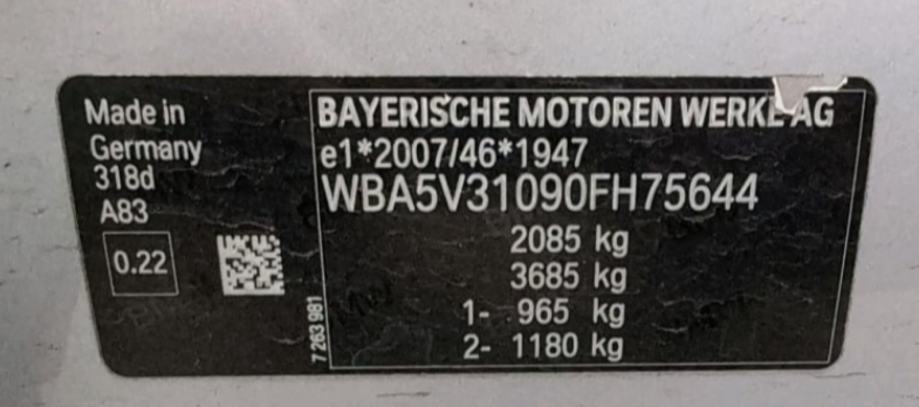 Made in
Germany
318d
A83
0.22
7 263 981
BAYERISCHE MOTOREN WERKE AG
e1*2007/46*1947
WBA5V31090FH75644
2085 kg
3685 kg
1- 965 kg
2- 1180 kg